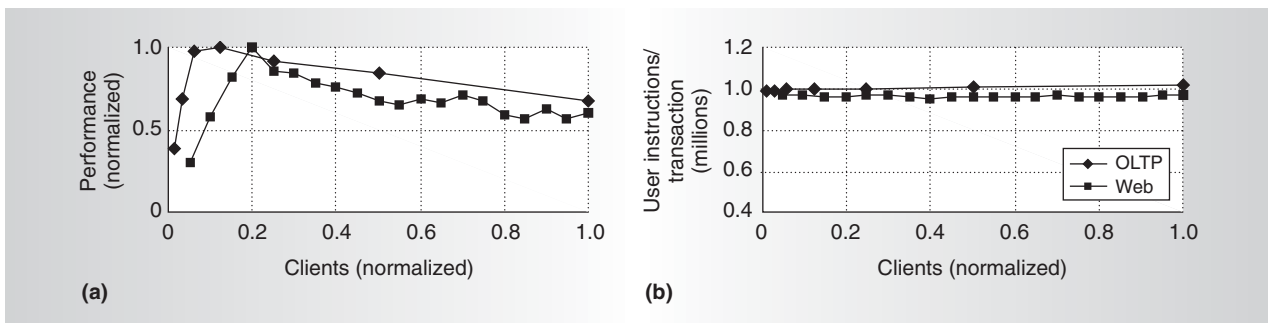 Performance
(normalized)
1.0
0.5
0
0
0.2
0.4
0.6
0.8
1.0
Clients (normalized)
(a)
User instructions/
transaction
(millions)
1.2
1.0
0.8
0.6
0.4
0
0.2
0.4
0.6
0.8
1.0
OLTP
Web
Clients (normalized)
(b)